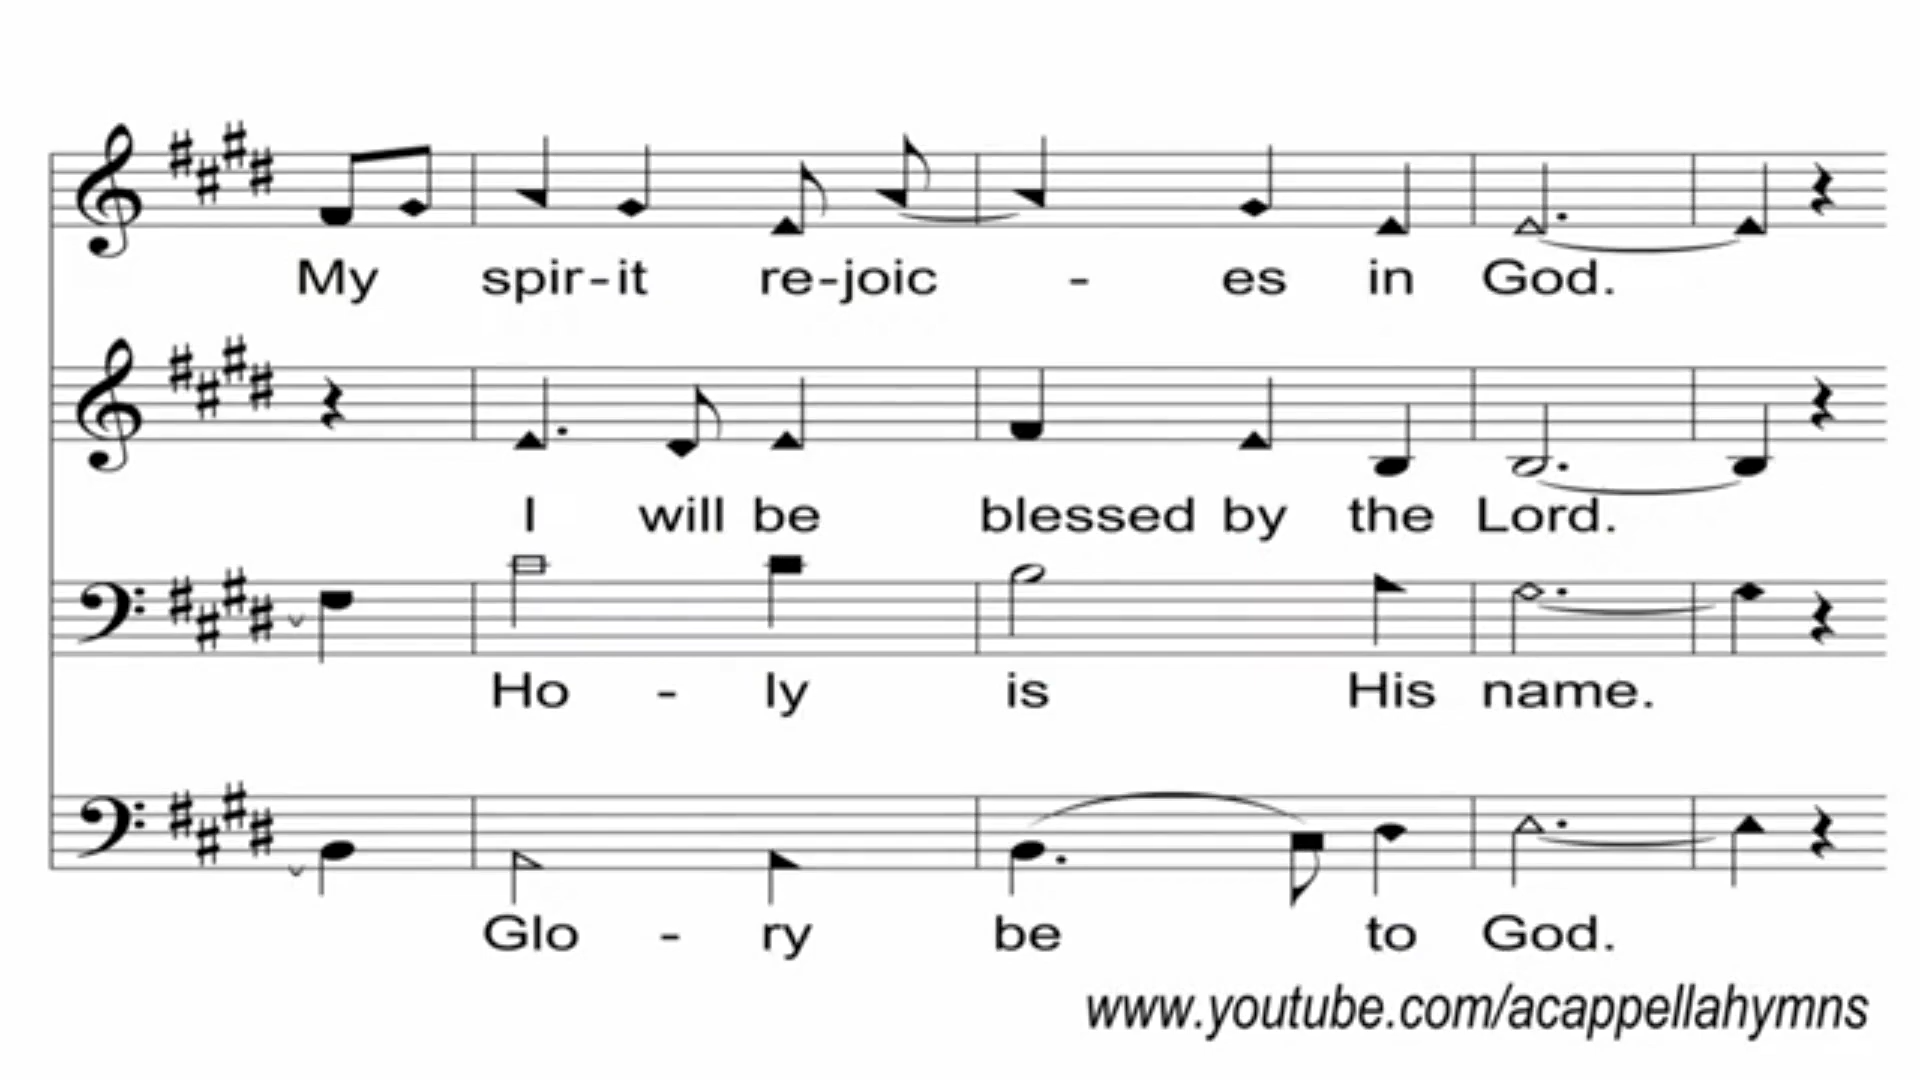 My spir-it re-joic - es in God.
I will be blessed by the Lord.
Ho - ly is His name.
Glo - ry be to God.
www.youtube.com/acappellahymns